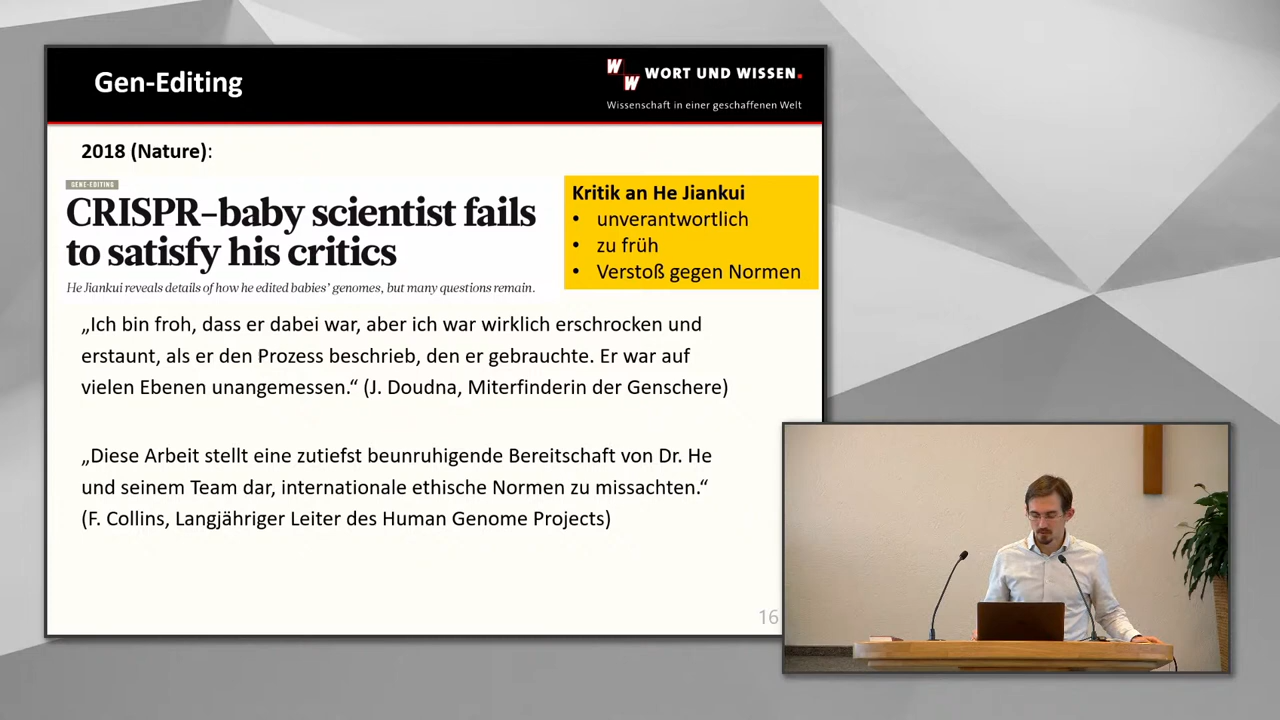 Gen-Editing
W
W
WORT UND WISSEN.
Wissenschaft in einer geschaffenen Welt
2018 (Nature):
GENE-EDITING
CRISPR-baby scientist fails
to satisfy his critics
He Jiankui reveals details of how he edited babies' genomes, but many questions remain.
Kritik an He Jiankui
• unverantwortlich
• zu früh
• Verstoß gegen Normen
„Ich bin froh, dass er dabei war, aber ich war wirklich erschrocken und
erstaunt, als er den Prozess beschrieb, den er gebrauchte. Er war auf
vielen Ebenen unangemessen.“ (J. Doudna, Miterfinderin der Genschere)
„Diese Arbeit stellt eine zutiefst beunruhigende Bereitschaft von Dr. He
und seinem Team dar, internationale ethische Normen zu missachten.“
(F. Collins, Langjähriger Leiter des Human Genome Projects)
16